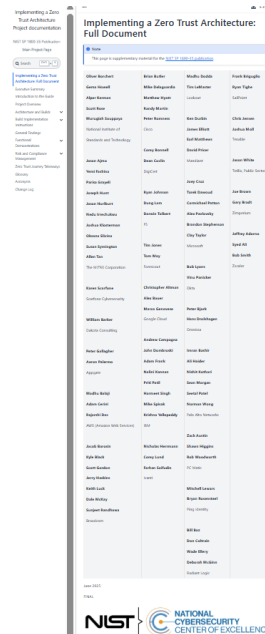 Implementing a Zero Trust
Architecture
Project documentation
NIST SP 1800-35 Publication
Main Project Page
Search
Implementing a Zero Trust
Architecture: Full Document
Executive Summary
Introduction to the Guide
Project Overview
Architecture and Builds
Build Implementation
Instructions
General Findings
Functional
Demonstrations
Risk and Compliance
Management
Zero Trust Journey Takeaways
Glossary
Acronyms
Change Log
Implementing a Zero Trust Architecture:
Full Document
Note
This page is supplemental material for the NIST SP 1800-35 publication.
Oliver Borchert
Gema Howell
Alper Kerman
Scott Rose
Murugiah Souppaya
National Institute of
Standards and Technology
Jason Ajmo
Yemi Fashina
Parisa Grayeli
Joseph Hunt
Jason Hurlburt
Nedu Irrechukwu
Joshua Klosterman
Oksana Slivina
Susan Symington
Allen Tan
The MITRE Corporation
Karen Scarfone
Scarfone Cybersecurity
William Barker
Dakota Consulting
Peter Gallagher
Aaron Palermo
Appgate
Madhu Balaji
Adam Cerini
Rajarshi Das
AWS (Amazon Web Services)
Jacob Barosin
Kyle Black
Scott Gordon
Jerry Haskins
Keith Luck
Dale McKay
Sunjeet Randhawa
Broadcom
Brian Butler
Mike Delaguardia
Matthew Hyatt
Randy Martin
Peter Romness
Cisco
Corey Bonnell
Dean Coclin
DigiCert
Ryan Johnson
Dung Lam
Darwin Tolbert
F5
Tim Jones
Tom May
Forescout
Christopher Altman
Alex Bauer
Marco Genovese
Google Cloud
Andrew Campagna
John Dombroski
Adam Frank
Nalini Kannan
Priti Patil
Harmeet Singh
Mike Spisak
Krishna Yellepeddy
IBM
Nicholas Herrmann
Corey Lund
Farhan Saifudin
Ivanti
Madhu Dodda
Tim LeMaster
Lookout
Ken Durbin
James Elliott
Earl Matthews
David Pricer
Mandiant
Joey Cruz
Tarek Dawoud
Carmichael Patton
Alex Pavlovsky
Brandon Stephenson
Clay Taylor
Microsoft
Bob Lyons
Vinu Panicker
Okta
Peter Bjork
Hans Drolshagen
Omnissa
Imran Bashir
Ali Haider
Nishit Kothari
Sean Morgan
Seetal Patel
Norman Wong
Palo Alto Networks
Zack Austin
Shawn Higgins
Rob Woodworth
PC Matic
Mitchell Lewars
Bryan Rosensteel
Ping Identity
Bill Baz
Don Coltrain
Wade Ellery
Deborah McGinn
Radiant Logic
Frank Briguglio
Ryan Tighe
SailPoint
Chris Jensen
Joshua Moll
Tenable
Jason White
Trellix, Public Sector
Joe Brown
Gary Bradt
Zimperium
Jeffrey Adorno
Syed Ali
Bob Smith
Zscaler
June 2025
FINAL
NIST
NATIONAL
CYBERSECURITY
CENTER OF EXCELLENCE